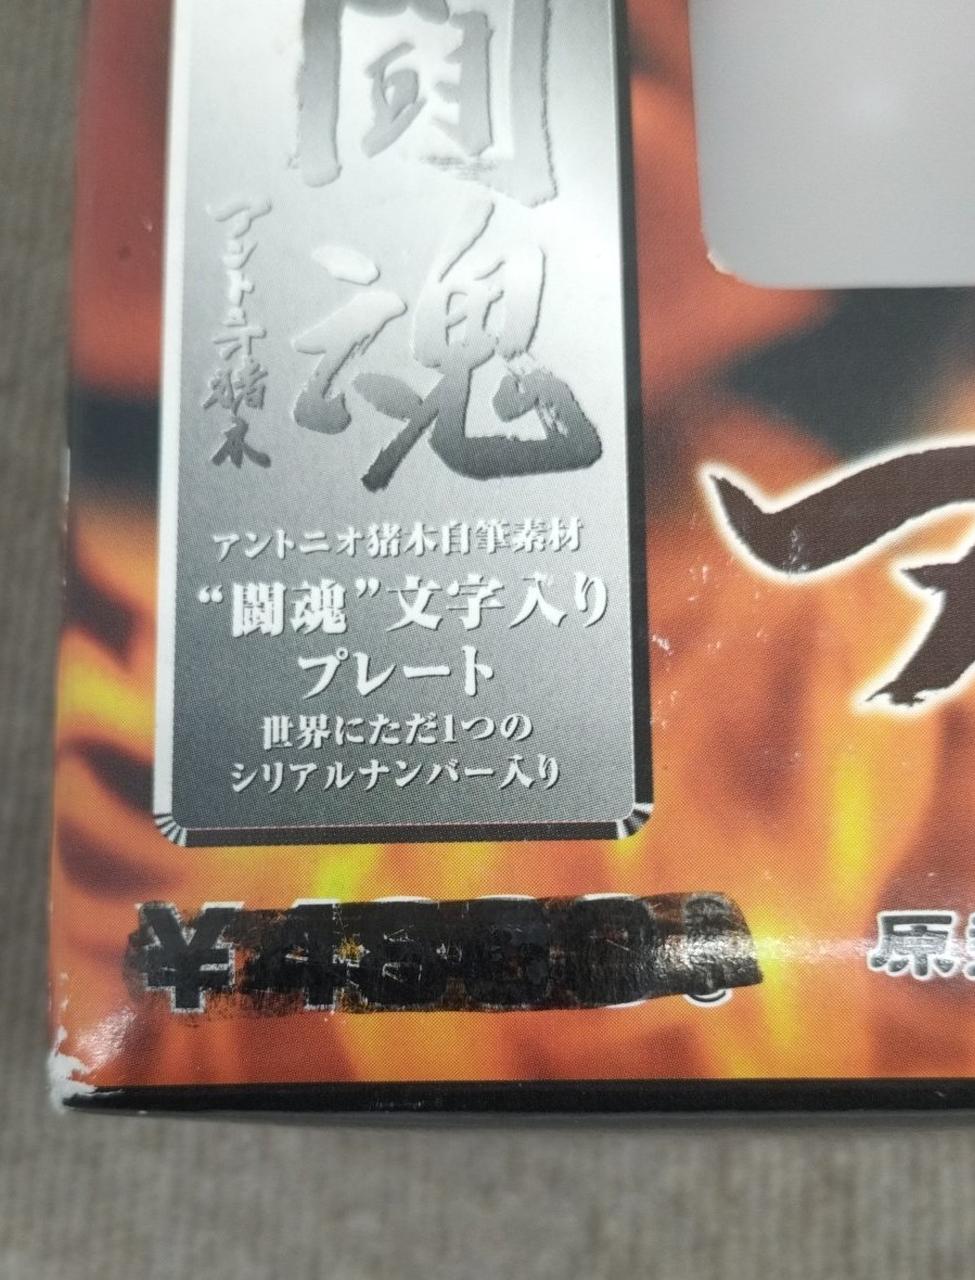 闘魂
アントニオ猪木
アントニオ猪木自筆素材
“闘魂”文字入り
プレート
世界にただ1つの
シリアルナンバー入り
¥4
原